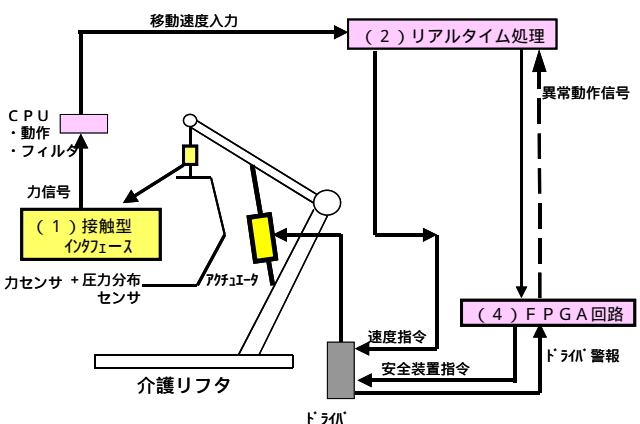 移動速度入力
（２）リアルタイム処理
異常動作信号
ＣＰＵ
・動作
・フィルタ
力信号
（１）接触型
ｲﾝﾀﾌｪｰｽ
力センサ +圧力分布
センサ
ｱｸﾁｭｴｰﾀ
（４）ＦＰＧＡ回路
速度指令
ﾄﾞﾗｲﾊﾞ警報
安全装置指令
介護リフタ
ﾄﾞﾗｲﾊﾞ